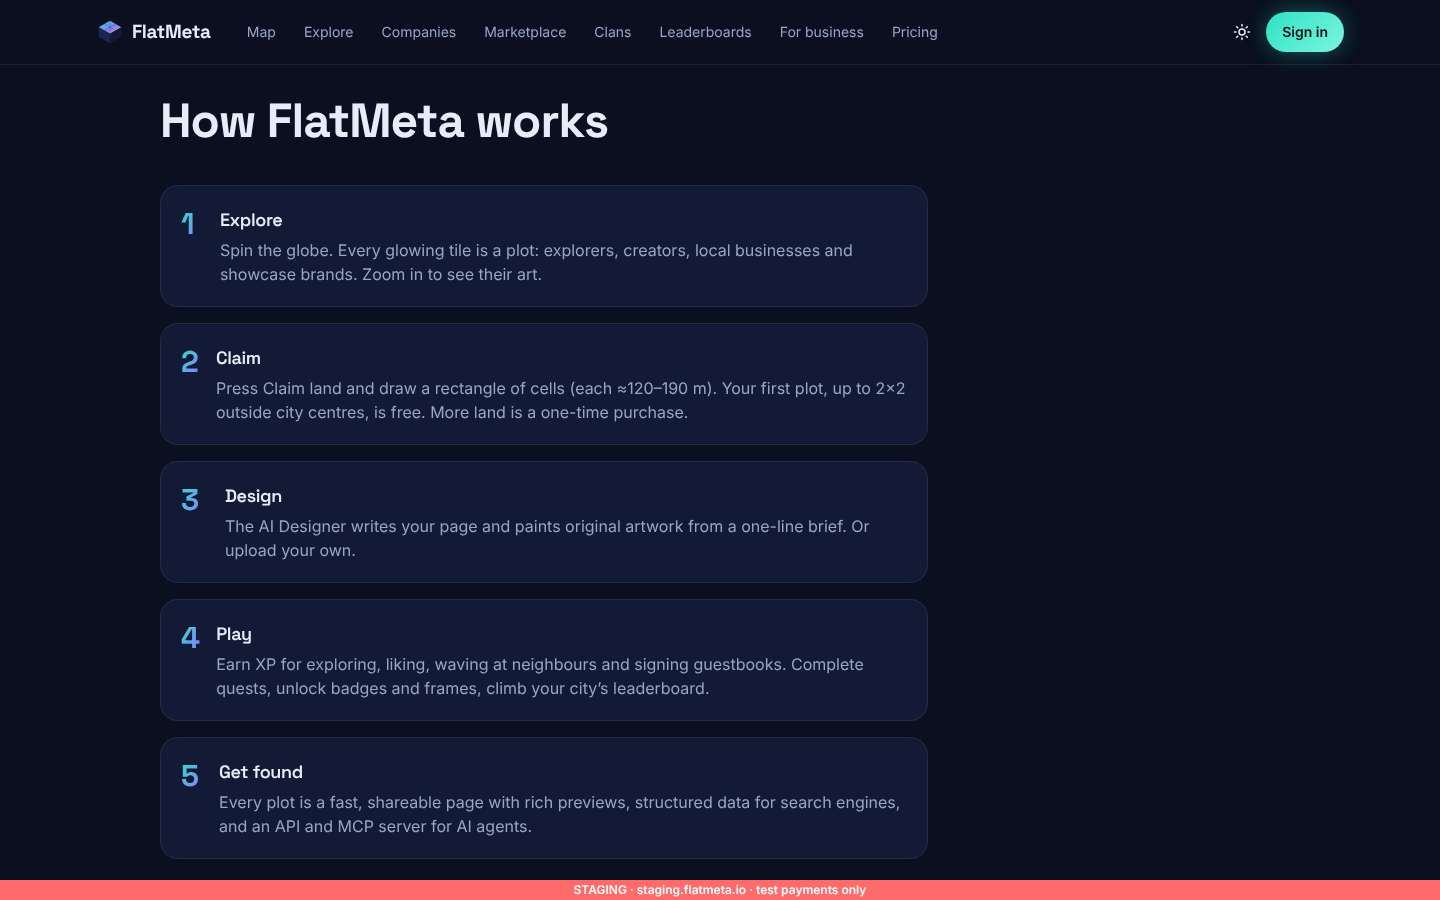 FlatMeta
Map
Explore
Companies
Marketplace
Clans
Leaderboards
For business
Pricing
Sign in
How FlatMeta works
1
Explore
Spin the globe. Every glowing tile is a plot: explorers, creators, local businesses and
showcase brands. Zoom in to see their art.
2
Claim
Press Claim land and draw a rectangle of cells (each ≈120–190 m). Your first plot, up to 2×2
outside city centres, is free. More land is a one-time purchase.
3
Design
The AI Designer writes your page and paints original artwork from a one-line brief. Or
upload your own.
4
Play
Earn XP for exploring, liking, waving at neighbours and signing guestbooks. Complete
quests, unlock badges and frames, climb your city’s leaderboard.
5
Get found
Every plot is a fast, shareable page with rich previews, structured data for search engines,
and an API and MCP server for AI agents.
STAGING · staging.flatmeta.io · test payments only